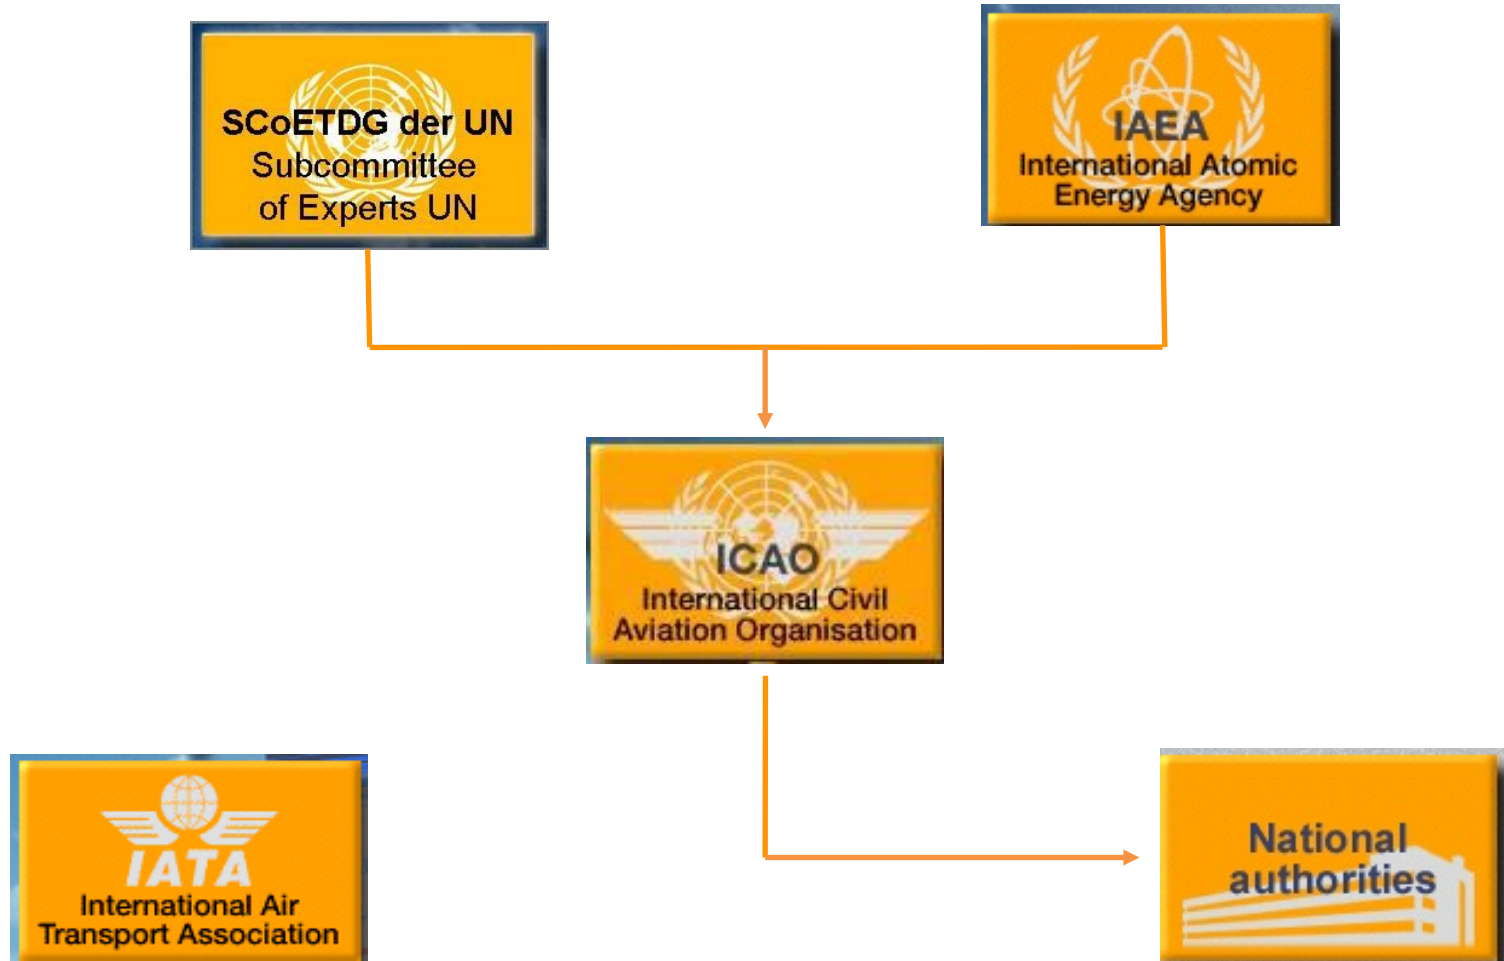 SCoETDG der UN
Subcommittee
of Experts UN
IAEA
International Atomic
Energy Agency
ICAO
International Civil
Aviation Organisation
IATA
International Air
Transport Association
National
authorities